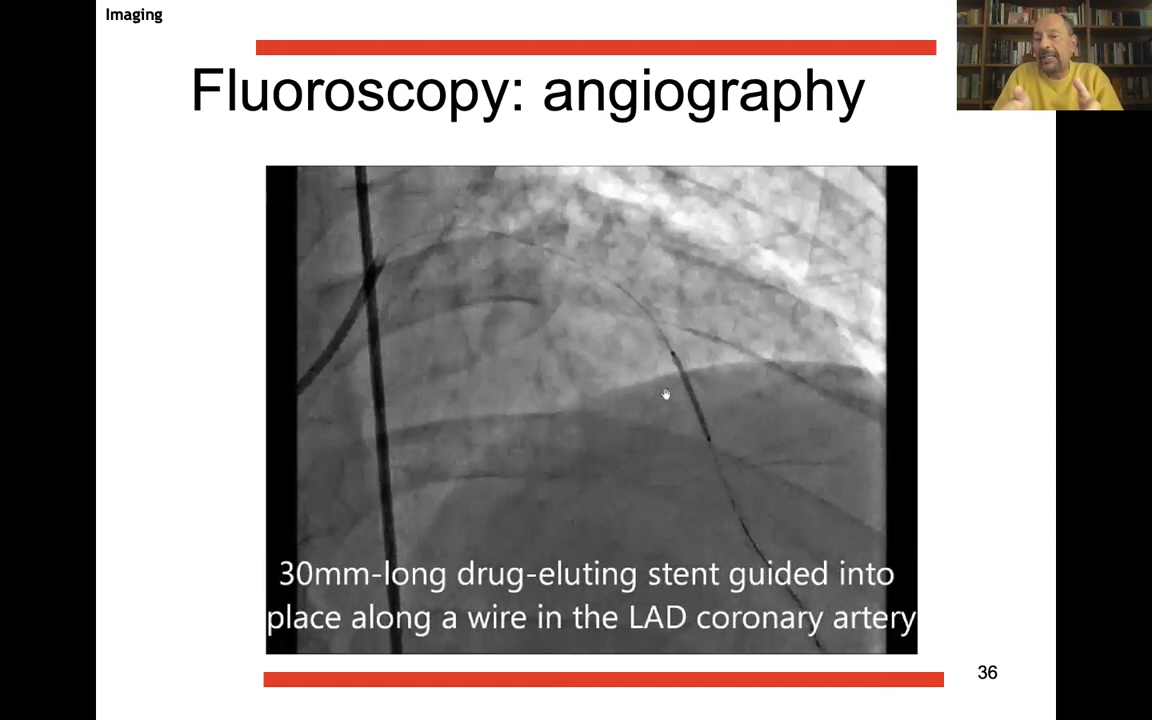 Imaging
Fluoroscopy: angiography
30mm-long drug-eluting stent guided into
place along a wire in the LAD coronary artery
36